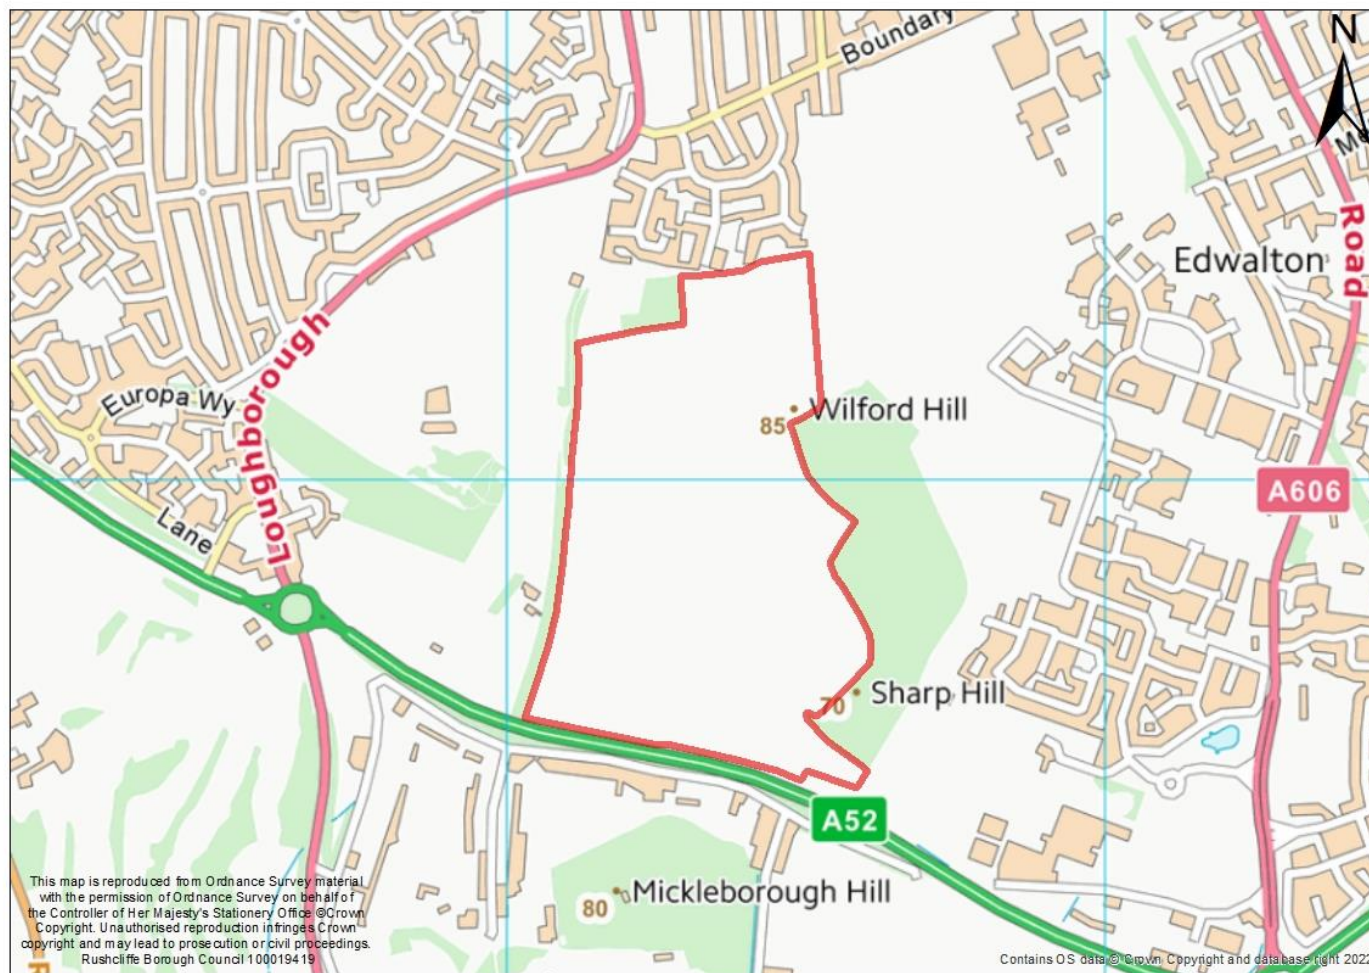 N
Boundary
Road
Edwalton
Loughborough
Europa Wy
Wilford Hill
85
A606
Lane
Sharp Hill
70
A52
Mickleborough Hill
80
This map is reproduced from Ordnance Survey material
with the permission of Ordnance Survey on behalf of
the Controller of Her Majesty's Stationery Office © Crown
Copyright. Unauthorised reproduction infringes Crown
copyright and may lead to prosecution or civil proceedings.
Rushcliffe Borough Council 100019419
Contains OS data © Crown Copyright and database right